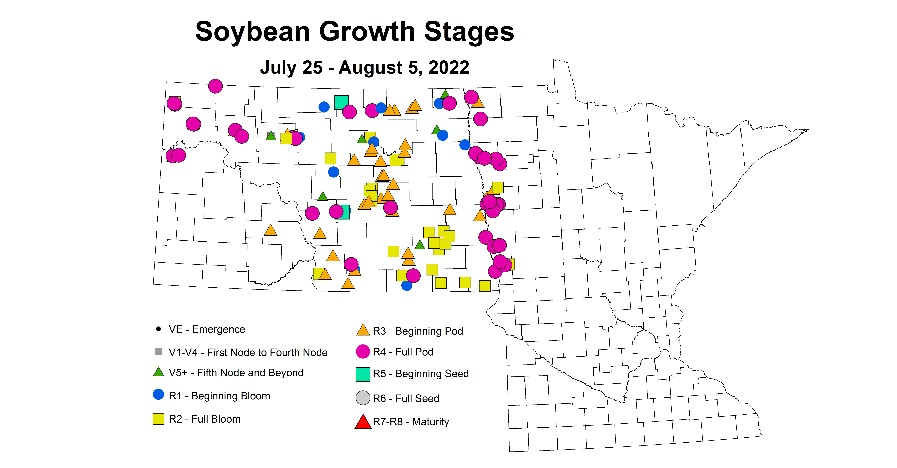 Soybean Growth Stages
July 25 - August 5, 2022
VE - Emergence
V1-V4 - First Node to Fourth Node
V5+ - Fifth Node and Beyond
R1 - Beginning Bloom
R2 - Full Bloom
R3 - Beginning Pod
R4 - Full Pod
R5 - Beginning Seed
R6 - Full Seed
R7-R8 - Maturity